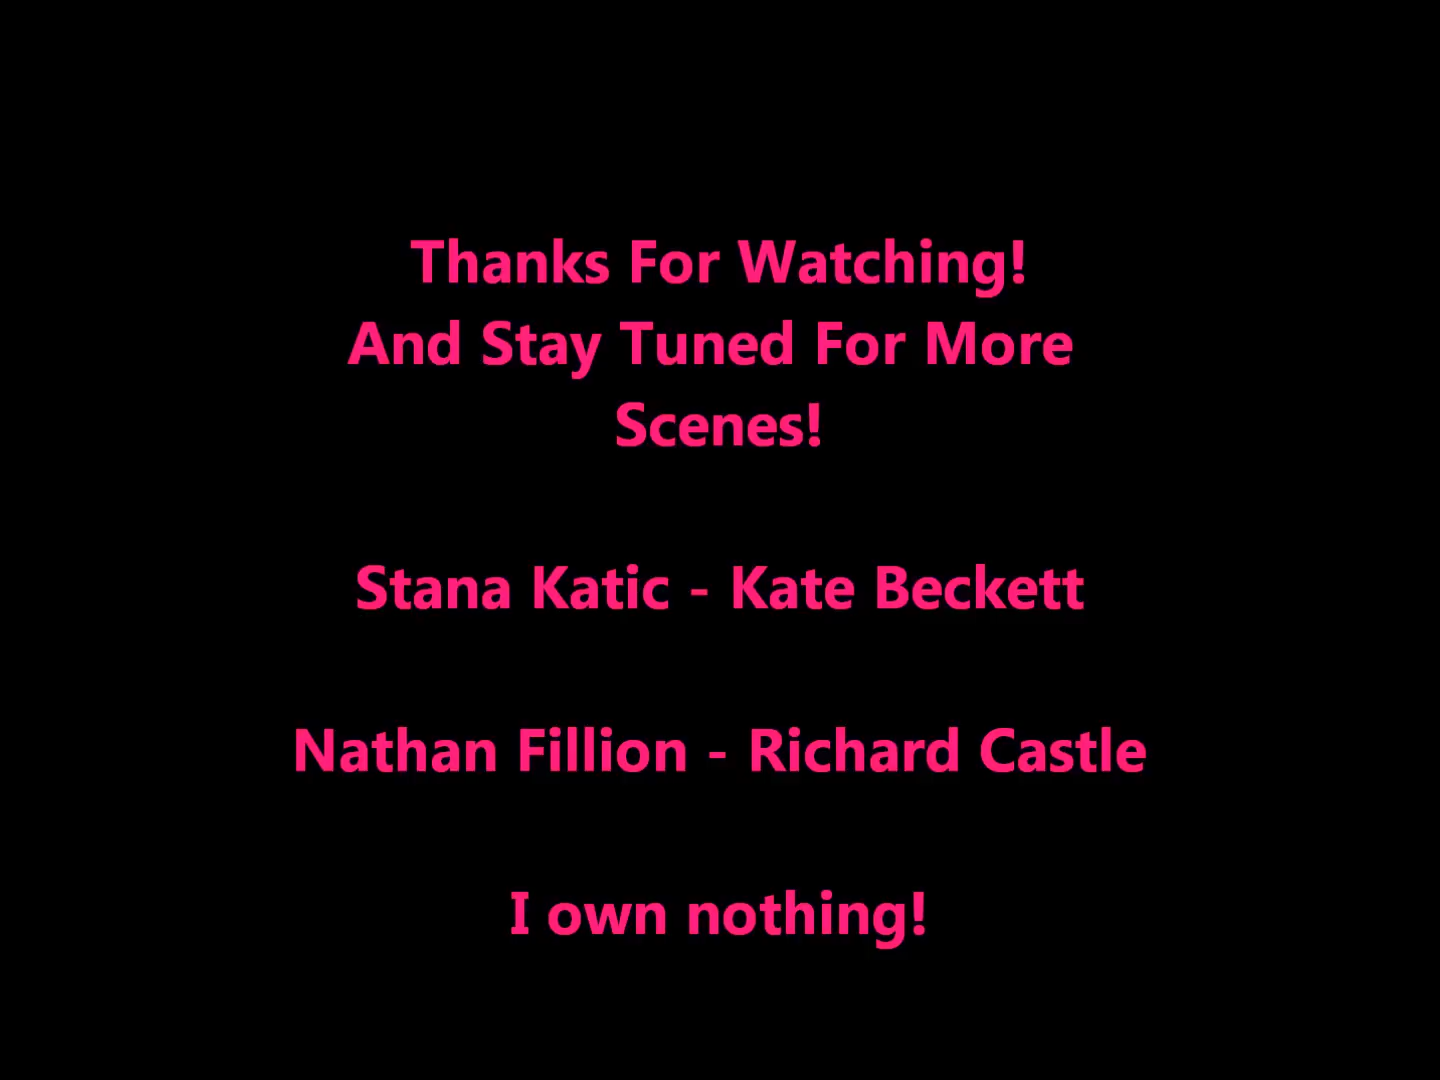 Thanks For Watching!
And Stay Tuned For More
Scenes!
Stana Katic - Kate Beckett
Nathan Fillion - Richard Castle
I own nothing!